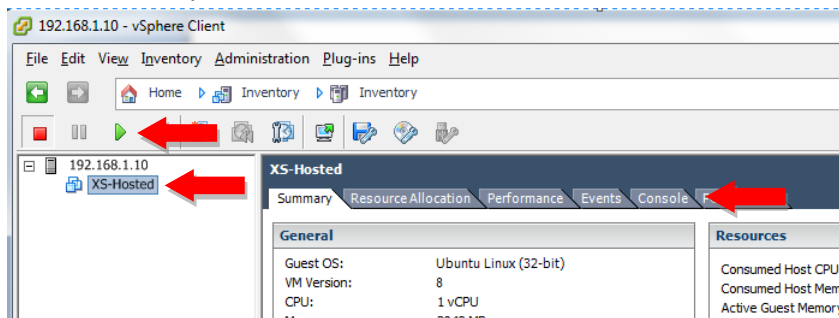 192.168.1.10 - vSphere Client
File Edit View Inventory Administration Plug-ins Help
Home Inventory Inventory
192.168.1.10
XS-Hosted
XS-Hosted
Summary Resource Allocation Performance Events Console
General
Resources
Guest OS: Ubuntu Linux (32-bit)
Consumed Host CPU
VM Version: 8
Consumed Host Mem
CPU: 1 vCPU
Active Guest Memory